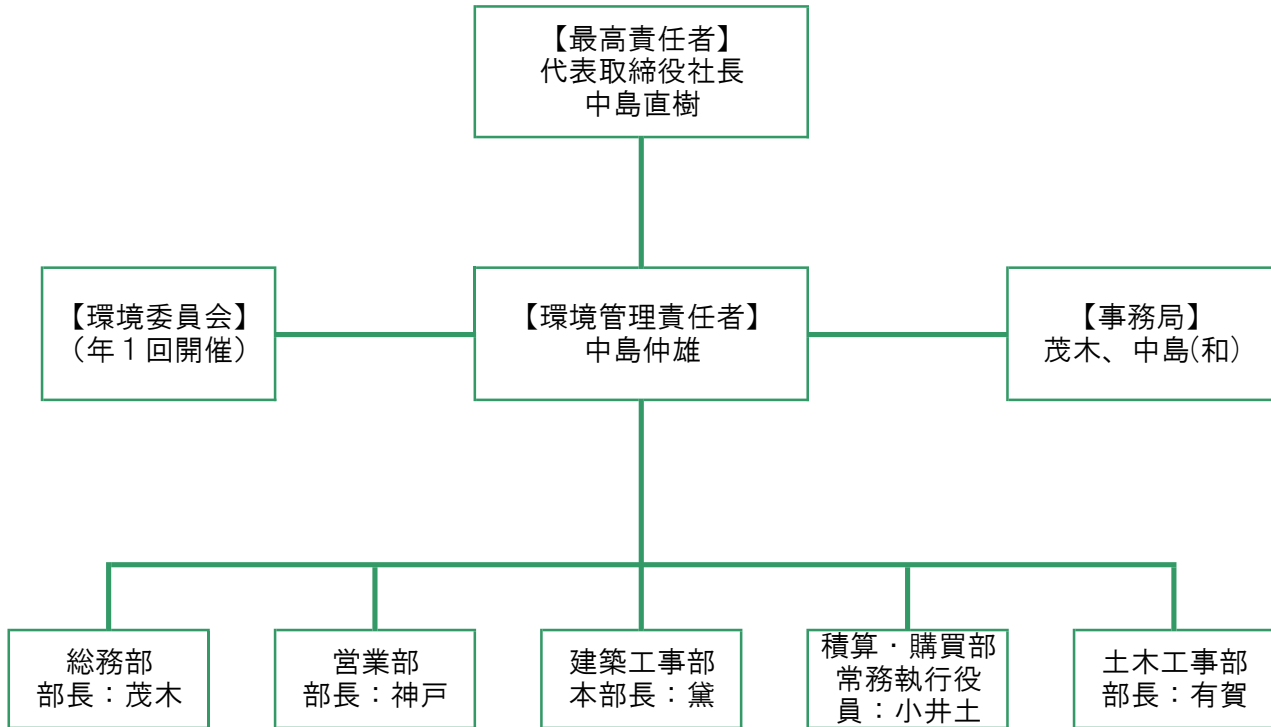 【最高責任者】
代表取締役社長
中島直樹
【環境委員会】
（年１回開催）
【環境管理責任者】
中島仲雄
【事務局】
茂木、中島(和)
総務部
部長：茂木
営業部
部長：神戸
建築工事部
本部長：黛
積算・購買部
常務執行役
員：小井土
土木工事部
部長：有賀